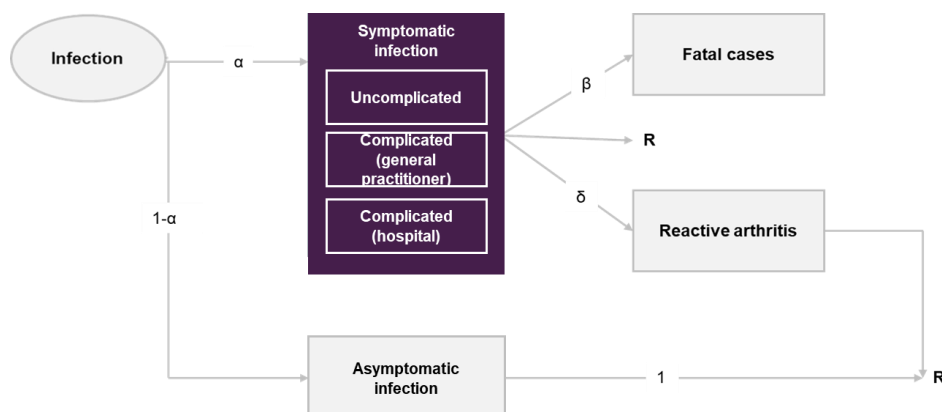 Infection
α
Symptomatic
infection
Uncomplicated
Complicated
(general
practitioner)
Complicated
(hospital)
β
Fatal cases
R
δ
Reactive arthritis
1-α
Asymptomatic
infection
1
R